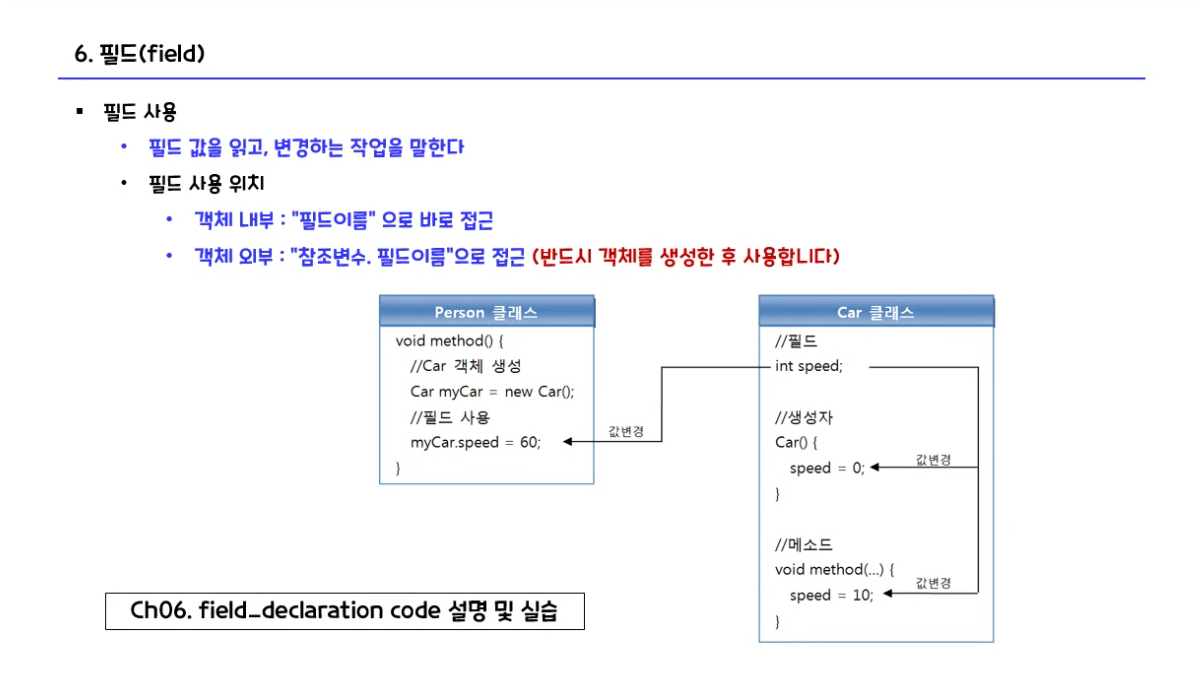 6. 필드(field)
▪ 필드 사용
• 필드 값을 읽고, 변경하는 작업을 말한다
• 필드 사용 위치
• 객체 내부 : "필드이름" 으로 바로 접근
• 객체 외부 : "참조변수. 필드이름"으로 접근 (반드시 객체를 생성한 후 사용합니다)
Person 클래스
void method() {
//Car 객체 생성
Car myCar = new Car();
//필드 사용
myCar.speed = 60;
}
값변경
Car 클래스
//필드
int speed;
//생성자
Car() {
speed = 0;
값변경
}
//메소드
void method(...) {
speed = 10;
값변경
}
Ch06. field_declaration code 설명 및 실습